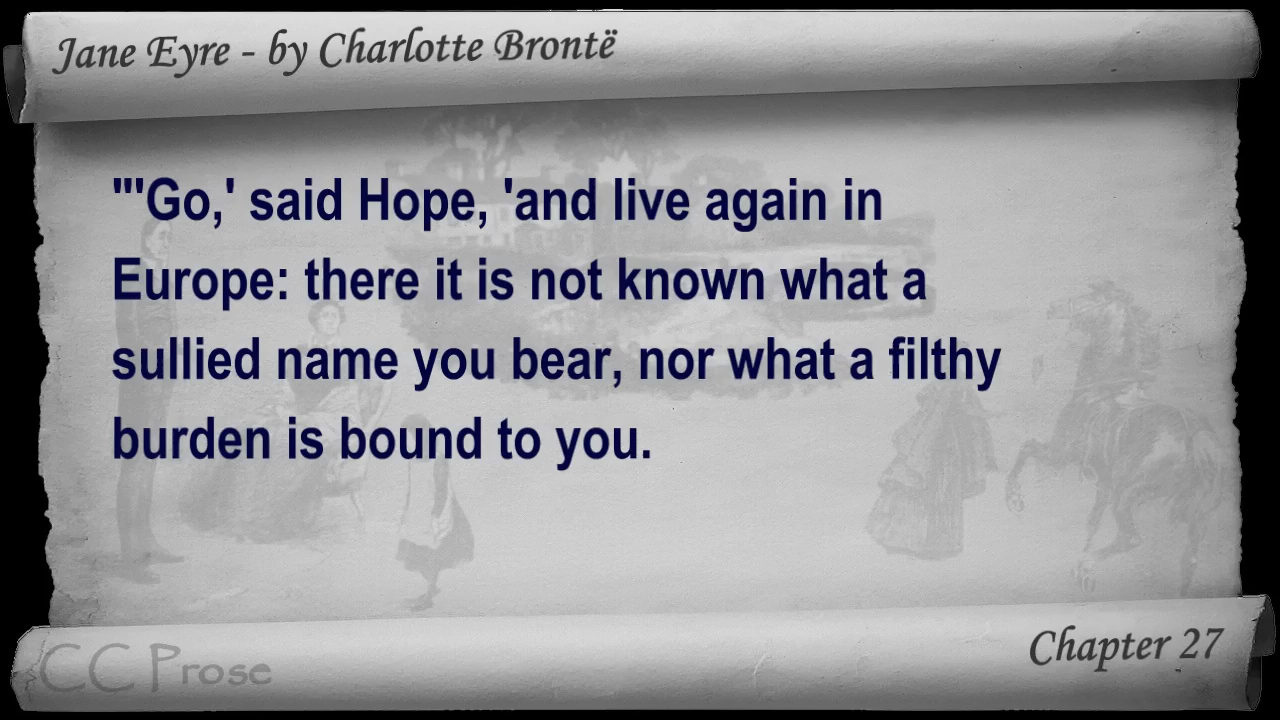 Jane Eyre - by Charlotte Brontë
"'Go,' said Hope, 'and live again in
Europe: there it is not known what a
sullied name you bear, nor what a filthy
burden is bound to you.
Chapter 27
CC Prose